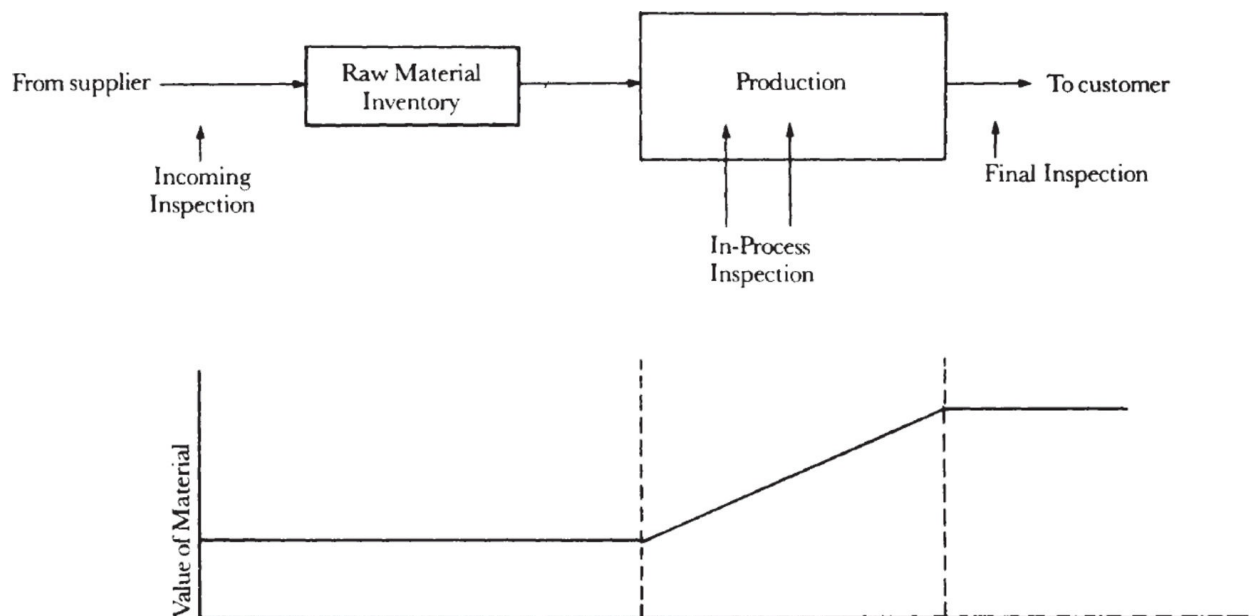 From supplier
Raw Material
Inventory
Production
To customer
Incoming
Inspection
In-Process
Inspection
Final Inspection
Value of Material